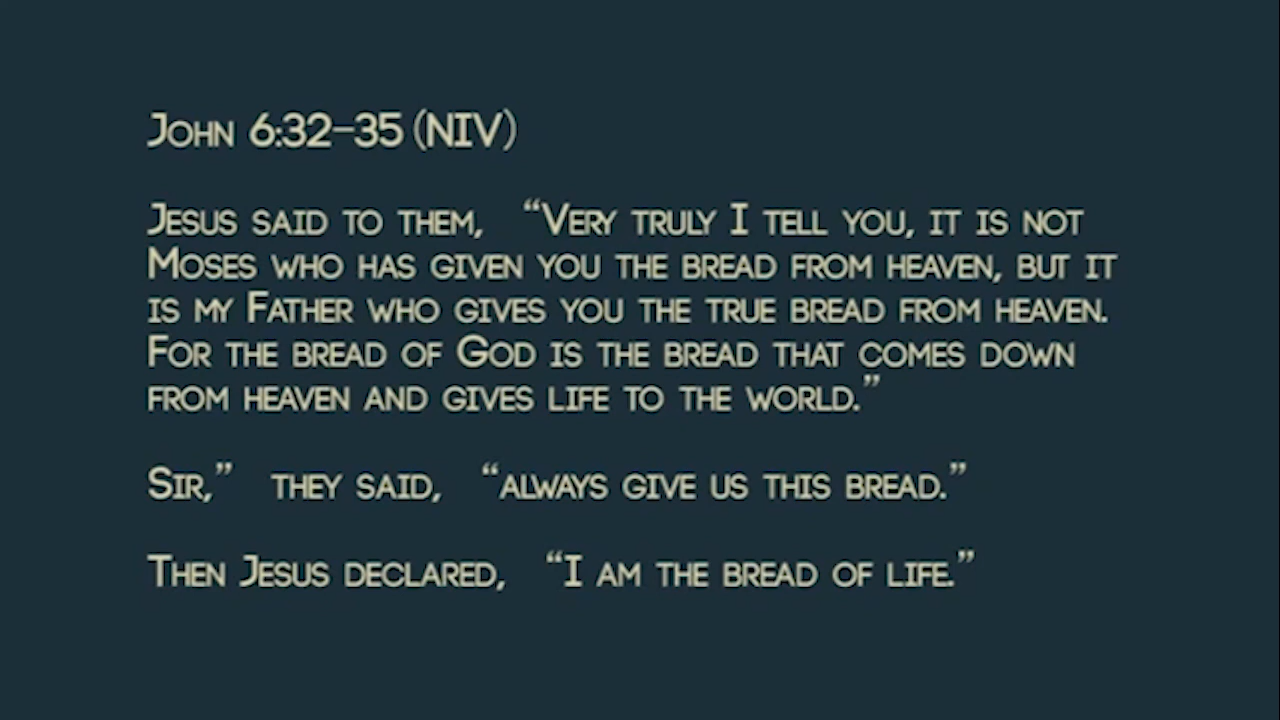 John 6:32–35 (NIV)
Jesus said to them, “Very truly I tell you, it is not
Moses who has given you the bread from heaven, but it
is my Father who gives you the true bread from heaven.
For the bread of God is the bread that comes down
from heaven and gives life to the world.”
Sir,” they said, “always give us this bread.”
Then Jesus declared, “I am the bread of life.”